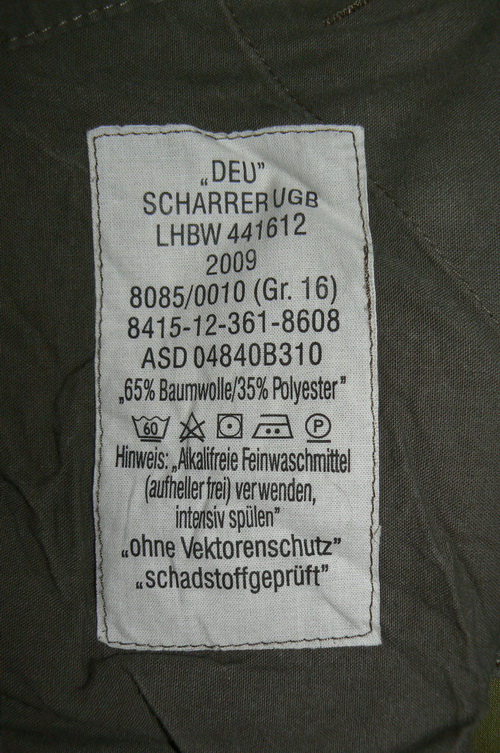 „DEU”
SCHARRER UGB
LHBW 441612
2009
8085/0010 (Gr. 16)
8415-12-361-8608
ASD 04840B310
„65% Baumwolle/35% Polyester”
60 P
Hinweis: „Alkalifreie Feinwaschmittel
(aufheller frei) verwenden,
intensiv spülen”
„ohne Vektorenschutz”
„schadstoffgeprüft”